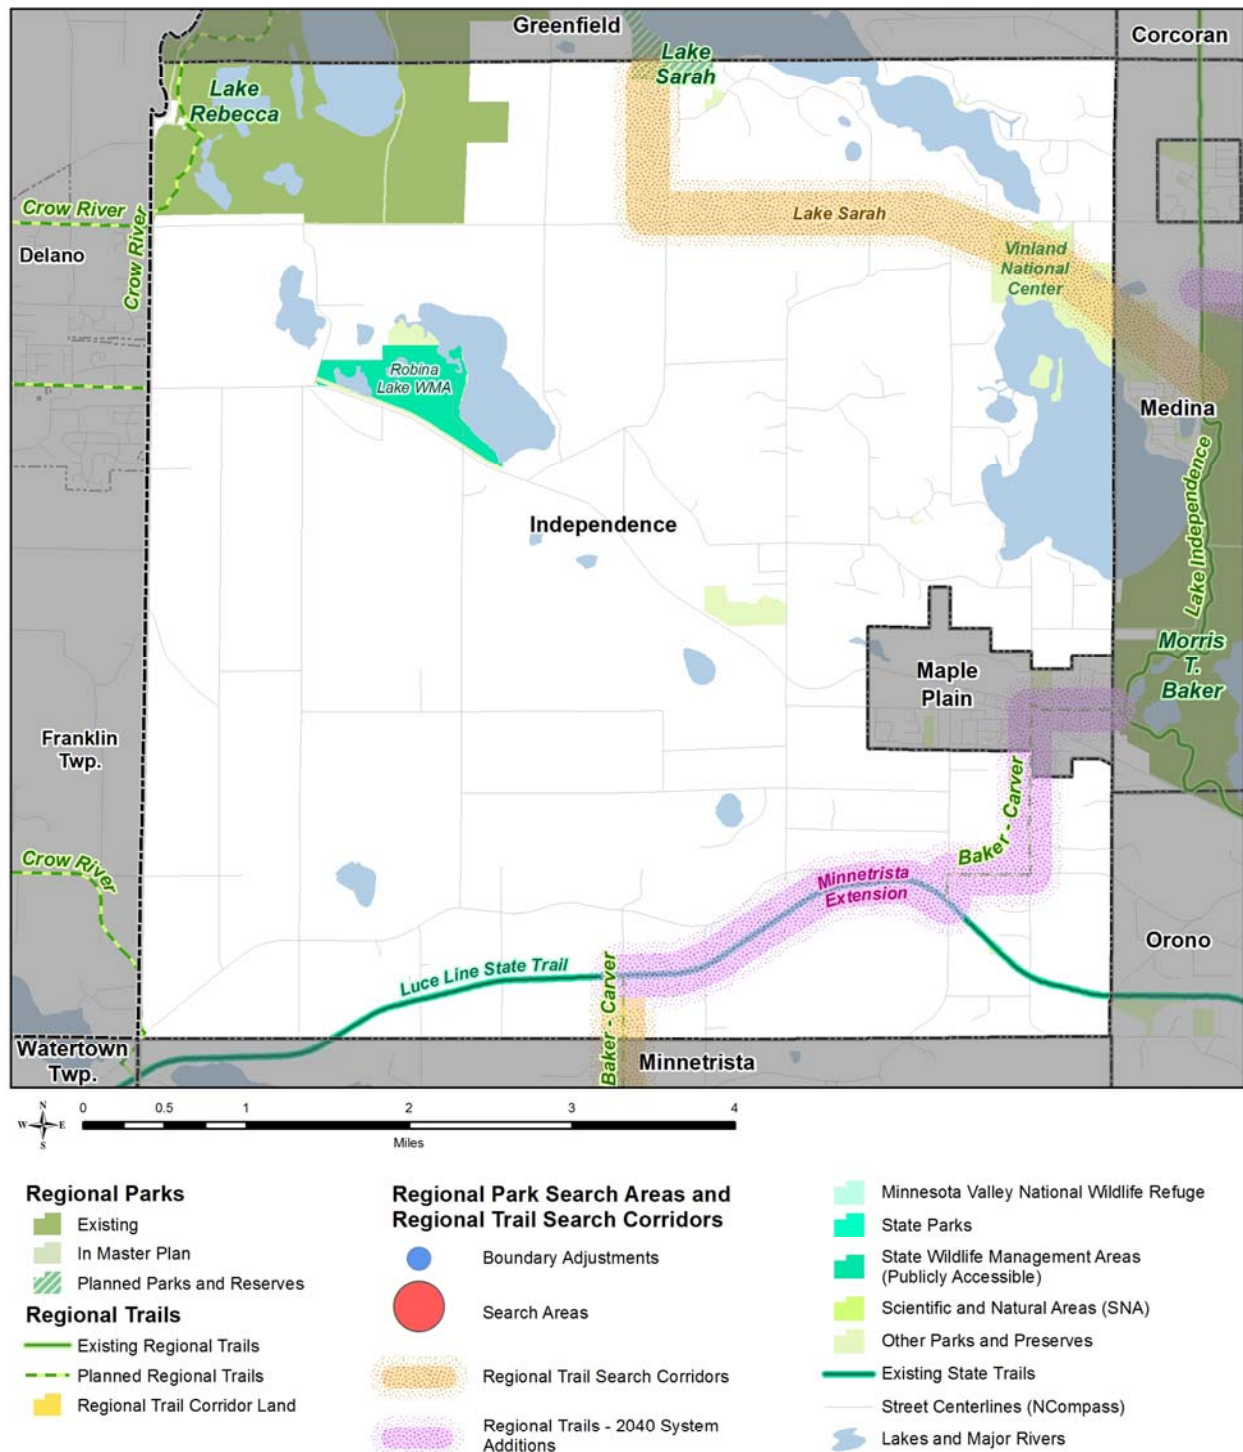 Greenfield
Corcoran
Lake
Sarah
Lake
Rebecca
Crow River
Crow River
Delano
Lake Sarah
Vinland
National
Center
Robina
Lake WMA
Medina
Lake Independence
Independence
Morris
T.
Baker
Maple
Plain
Franklin
Twp.
Baker - Carver
Crow River
Minnetrista
Extension
Orono
Luce Line State Trail
Baker - Carver
Watertown
Twp.
Minnetrista
N
W E
S
0 0.5 1 2 3 4
Miles
Regional Parks
Existing
In Master Plan
Planned Parks and Reserves
Regional Trails
Existing Regional Trails
Planned Regional Trails
Regional Trail Corridor Land
Regional Park Search Areas and
Regional Trail Search Corridors
Boundary Adjustments
Search Areas
Regional Trail Search Corridors
Regional Trails - 2040 System
Additions
Minnesota Valley National Wildlife Refuge
State Parks
State Wildlife Management Areas
(Publicly Accessible)
Scientific and Natural Areas (SNA)
Other Parks and Preserves
Existing State Trails
Street Centerlines (NCompass)
Lakes and Major Rivers